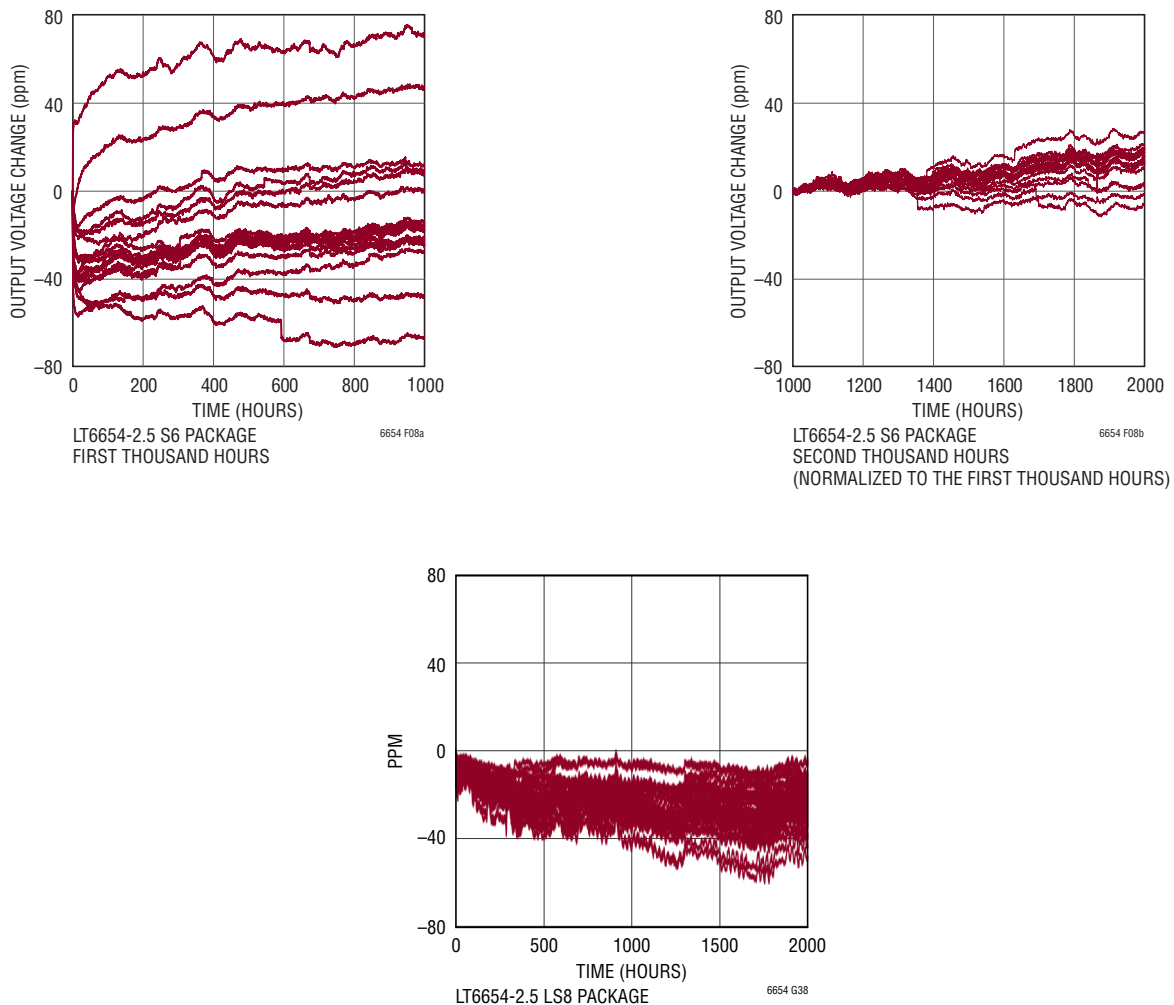 80
40
0
–40
–80
OUTPUT VOLTAGE CHANGE (ppm)
0 200 400 600 800 1000
TIME (HOURS)
LT6654-2.5 S6 PACKAGE
FIRST THOUSAND HOURS
6654 F08a
80
40
0
–40
–80
OUTPUT VOLTAGE CHANGE (ppm)
1000 1200 1400 1600 1800 2000
TIME (HOURS)
LT6654-2.5 S6 PACKAGE
SECOND THOUSAND HOURS
(NORMALIZED TO THE FIRST THOUSAND HOURS)
6654 F08b
80
40
0
–40
–80
PPM
0 500 1000 1500 2000
TIME (HOURS)
LT6654-2.5 LS8 PACKAGE
6654 G38